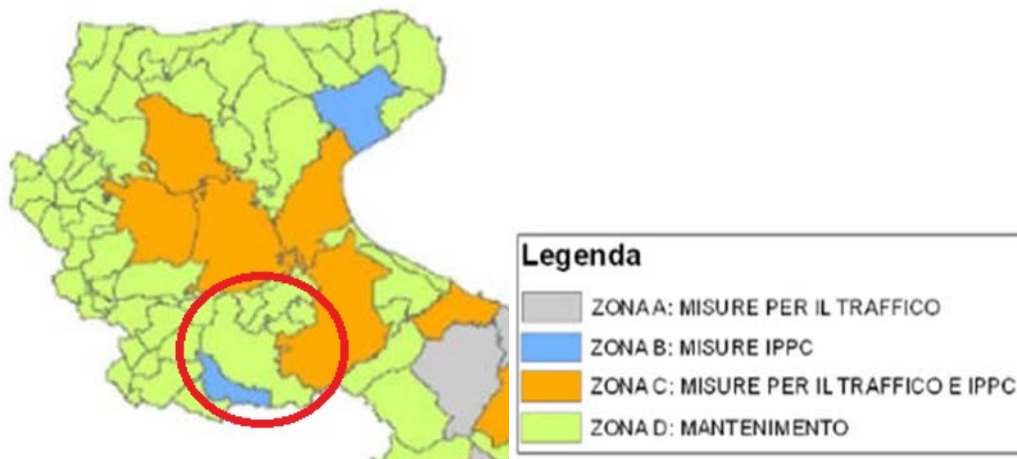 Legenda
ZONA A: MISURE PER IL TRAFFICO
ZONA B: MISURE IPPC
ZONA C: MISURE PER IL TRAFFICO E IPPC
ZONA D: MANTENIMENTO